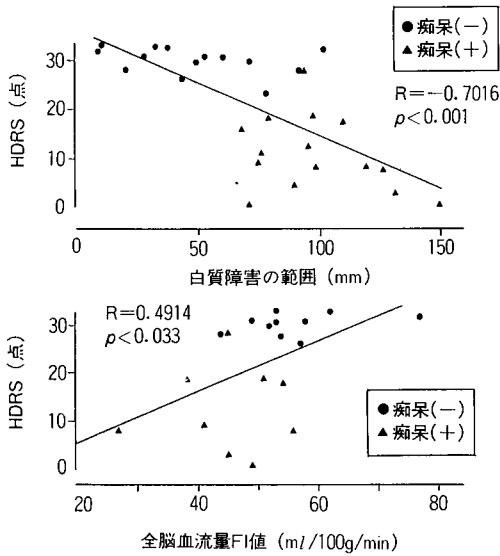 ● 痴呆(－)
▲ 痴呆(＋)
R=－0.7016
p<0.001
HDRS (点)
30
20
10
0
0 50 100 150
白質障害の範囲 (mm)
R=0.4914
p<0.033
HDRS (点)
30
20
10
0
● 痴呆(－)
▲ 痴呆(＋)
20 40 60 80
全脳血流量FI値 (ml/100g/min)